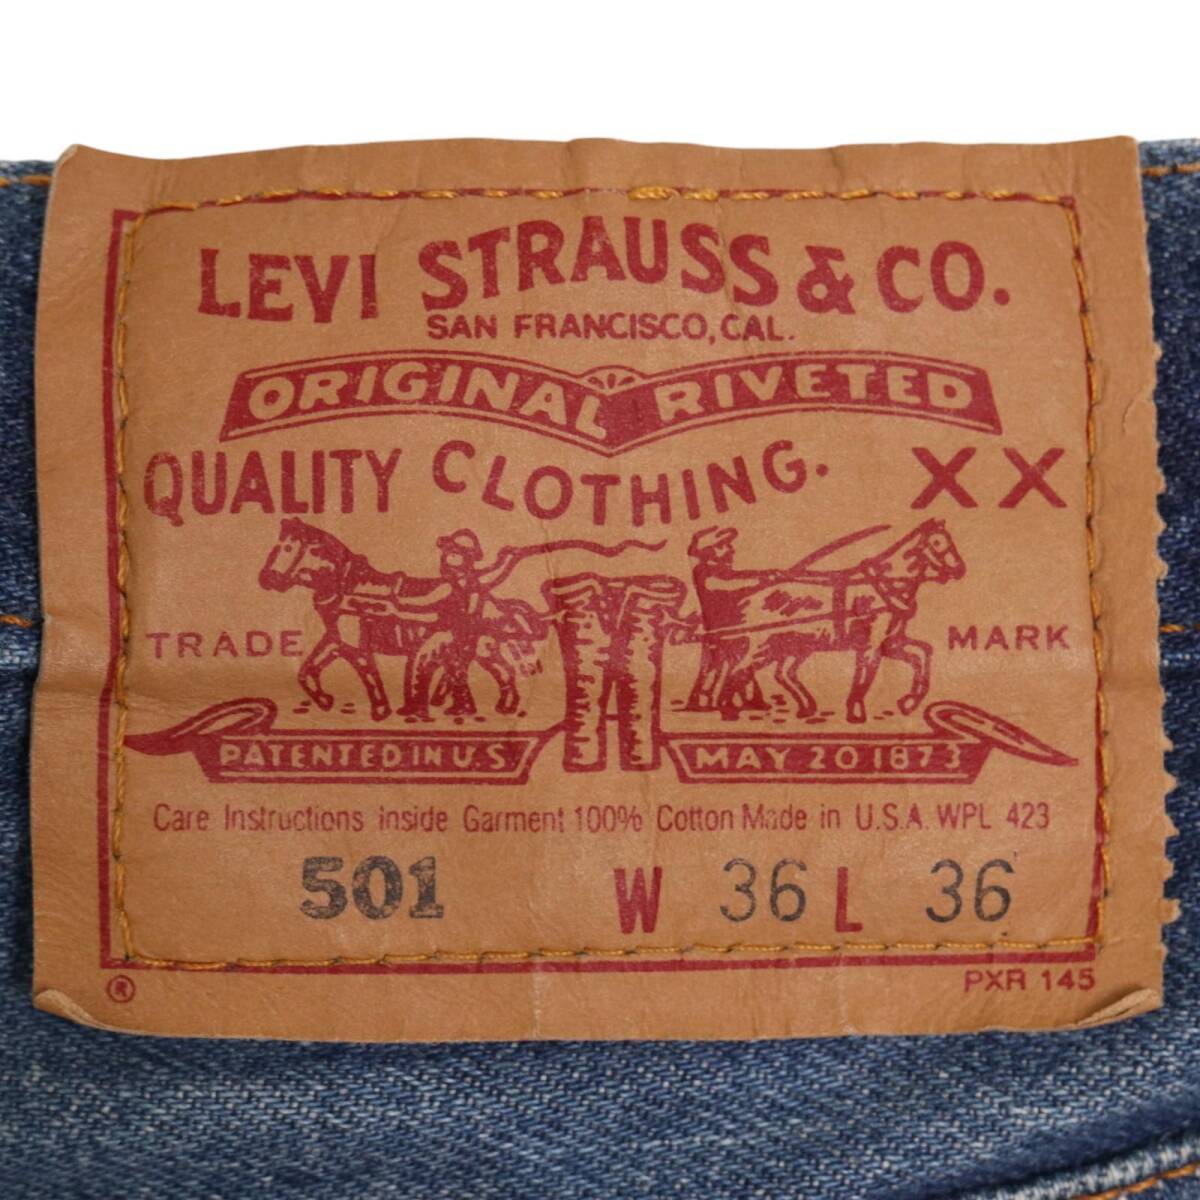 LEVI STRAUSS & CO.
SAN FRANCISCO, CAL.
ORIGINAL RIVETED
QUALITY CLOTHING. XX
TRADE MARK
PATENTED IN U.S. MAY 20 1873
Care Instructions Inside Garment 100% Cotton Made in U.S.A. WPL 423
501 W 36 L 36
® PXR 145